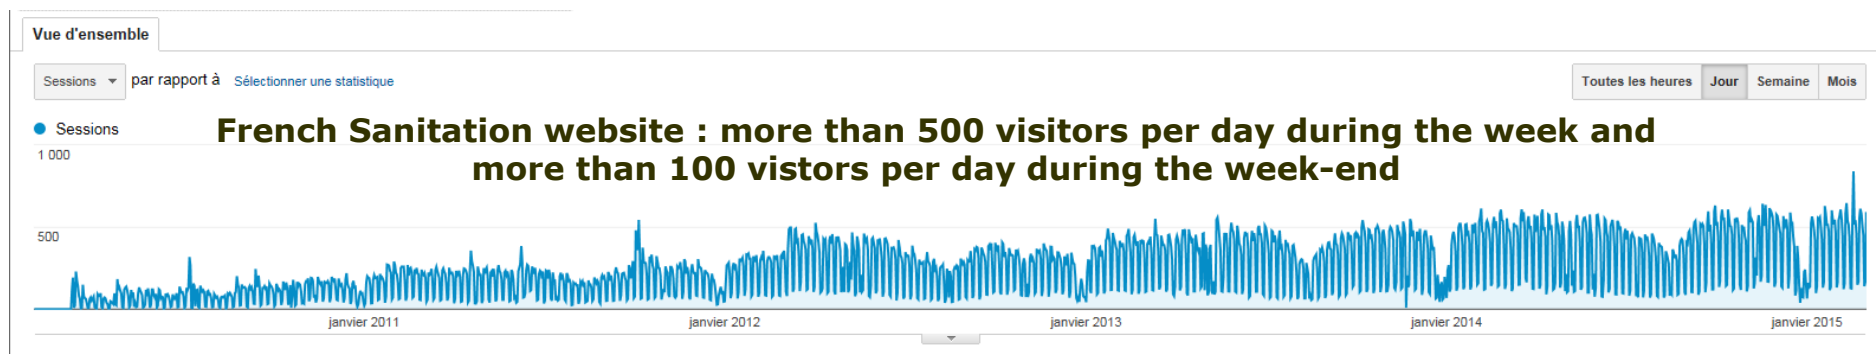 Vue d'ensemble
Sessions par rapport à Sélectionner une statistique
Toutes les heures Jour Semaine Mois
Sessions
French Sanitation website : more than 500 visitors per day during the week and
more than 100 vistors per day during the week-end
1 000
500
janvier 2011 janvier 2012 janvier 2013 janvier 2014 janvier 2015